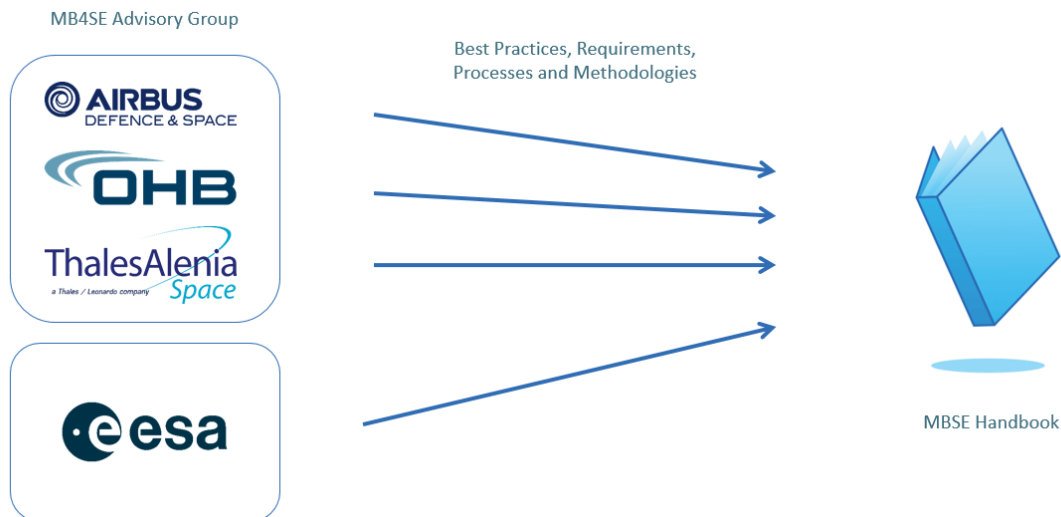 MB4SE Advisory Group
Best Practices, Requirements,
Processes and Methodologies
AIRBUS
DEFENCE & SPACE
OHB
ThalesAlenia
a Thales / Leonardo company
Space
esa
MBSE Handbook